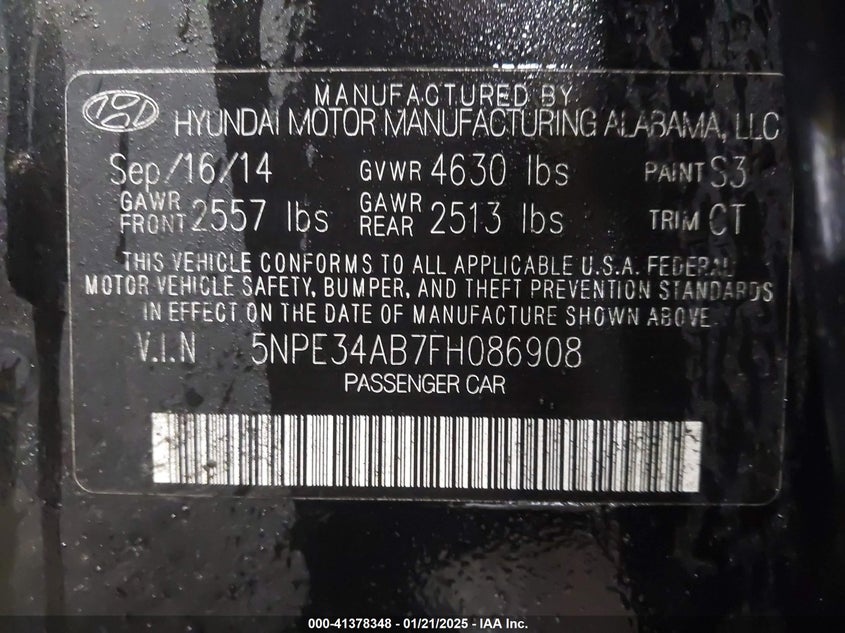 MANUFACTURED BY
HYUNDAI MOTOR MANUFACTURING ALABAMA, LLC
Sep/16/14 GVWR 4630 lbs PAINT S3
GAWR FRONT 2557 lbs GAWR REAR 2513 lbs TRIM CT
THIS VEHICLE CONFORMS TO ALL APPLICABLE U.S.A. FEDERAL
MOTOR VEHICLE SAFETY, BUMPER, AND THEFT PREVENTION STANDARDS
IN EFFECT ON THE DATE OF MANUFACTURE SHOWN ABOVE
V.I.N 5NPE34AB7FH086908
PASSENGER CAR
000-41378348 - 01/21/2025 - IAA Inc.